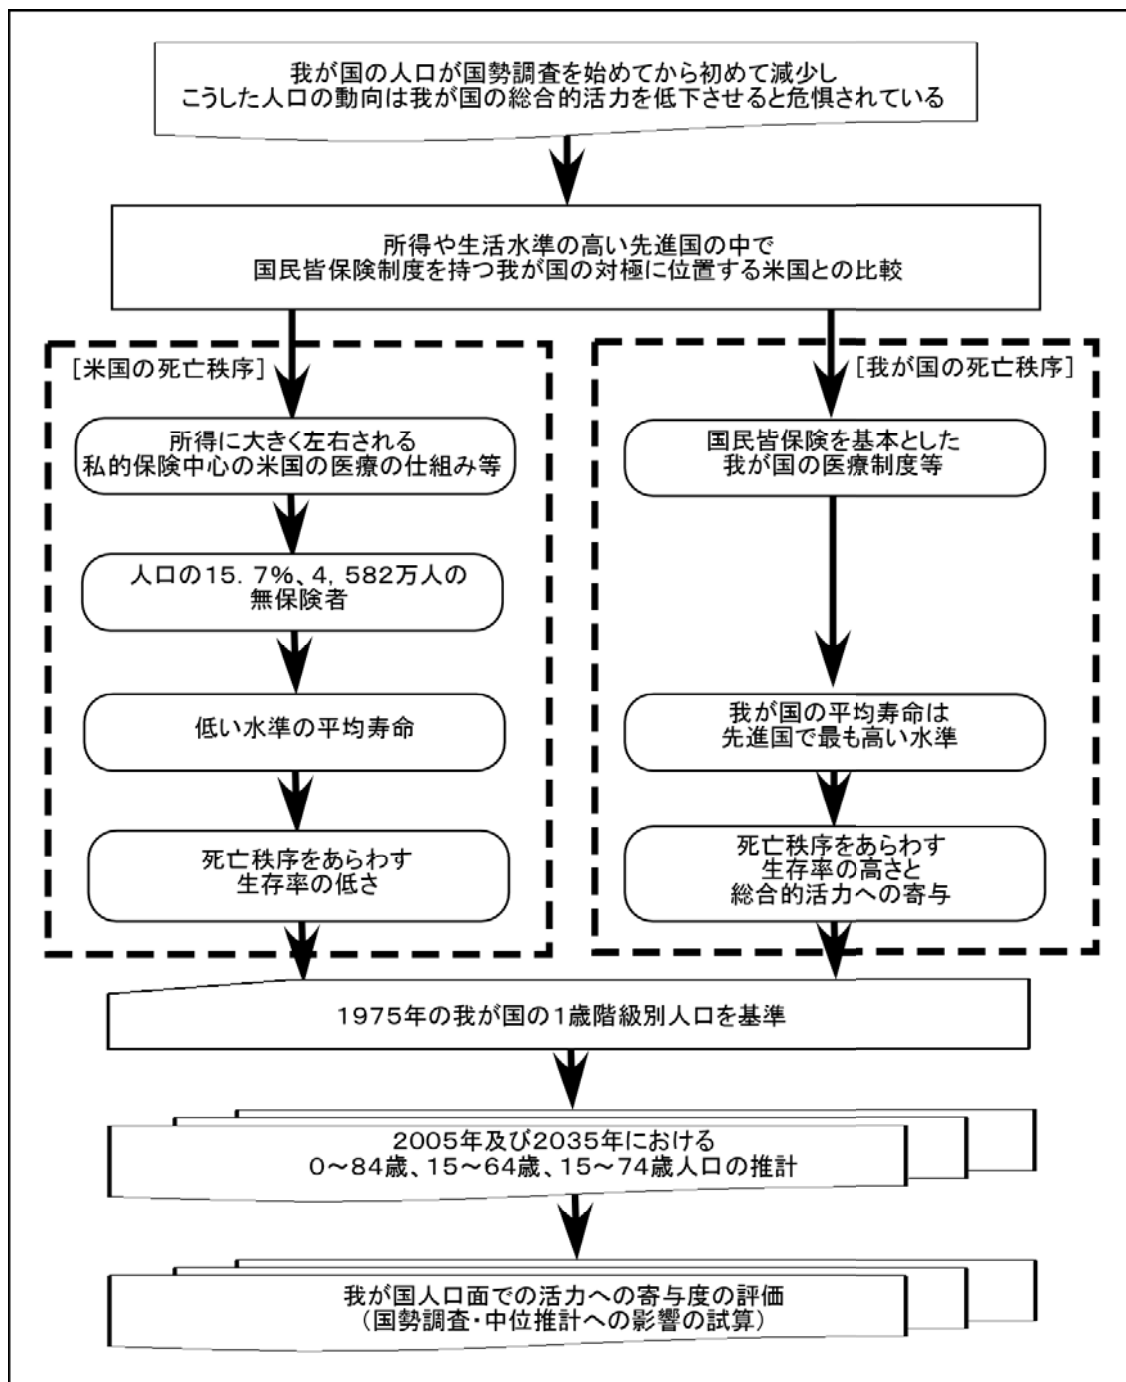 我が国の人口が国勢調査を始めてから初めて減少し
こうした人口の動向は我が国の総合的活力を低下させると危惧されている
所得や生活水準の高い先進国の中で
国民皆保険制度を持つ我が国の対極に位置する米国との比較
［米国の死亡秩序］
所得に大きく左右される
私的保険中心の米国の医療の仕組み等
人口の１５．７％、４，５８２万人の
無保険者
低い水準の平均寿命
死亡秩序をあらわす
生存率の低さ
［我が国の死亡秩序］
国民皆保険を基本とした
我が国の医療制度等
我が国の平均寿命は
先進国で最も高い水準
死亡秩序をあらわす
生存率の高さと
総合的活力への寄与
１９７５年の我が国の１歳階級別人口を基準
２００５年及び２０３５年における
０～８４歳、１５～６４歳、１５～７４歳人口の推計
我が国人口面での活力への寄与度の評価
（国勢調査・中位推計への影響の試算）